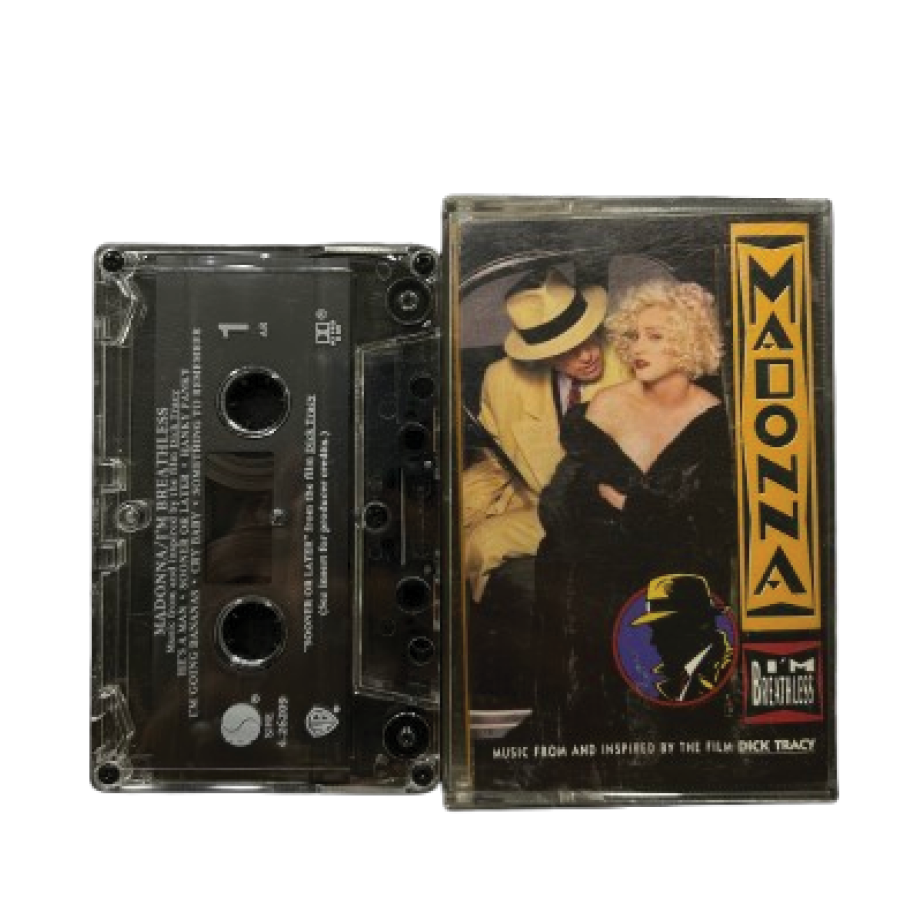 MADONNA/I'M BREATHLESS
Music from and inspired by the film Dick Tracy
HE'S A MAN • SOONER OR LATER • HANKY PANKY
I'M GOING BANANAS • CRY BABY • SOMETHING TO REMEMBER
1
"SOONER OR LATER" from the film Dick Tracy
(See insert for producer credits.)
SIRE
4-26209
MADONNA
I'M
BREATHLESS
MUSIC FROM AND INSPIRED BY THE FILM DICK TRACY